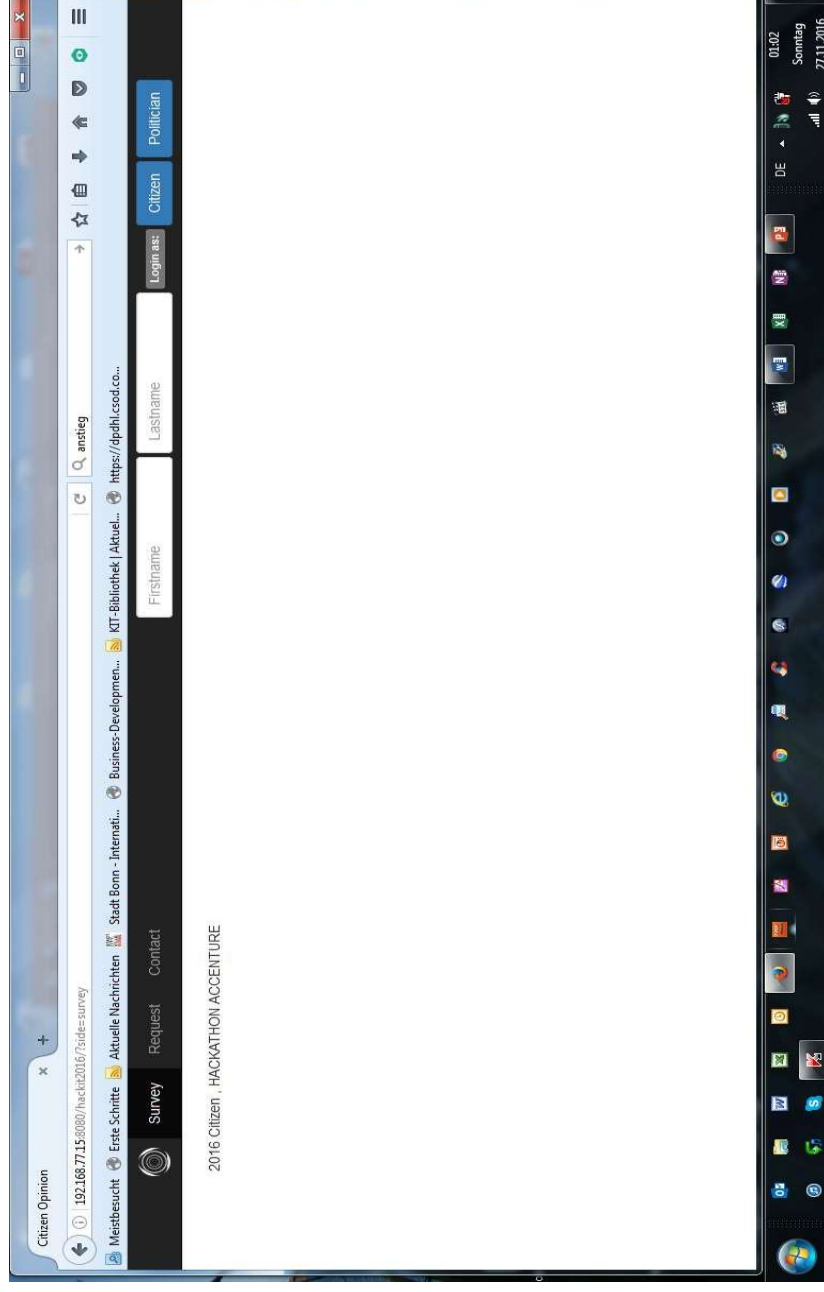 Citizen Opinion
192.168.77.15:8080/hackit2016/?side=survey
anstieg
Meistbesucht Erste Schritte Aktuelle Nachrichten Stadt Bonn - Internati... Business-Developmen... KIT-Bibliothek | Aktuel... https://dpdhl.csod.co...
Survey Request Contact Firstname Lastname Login as: Citizen Politician
2016 Citizen , HACKATHON ACCENTURE
DE
01:02
Sonntag
27.11.2016